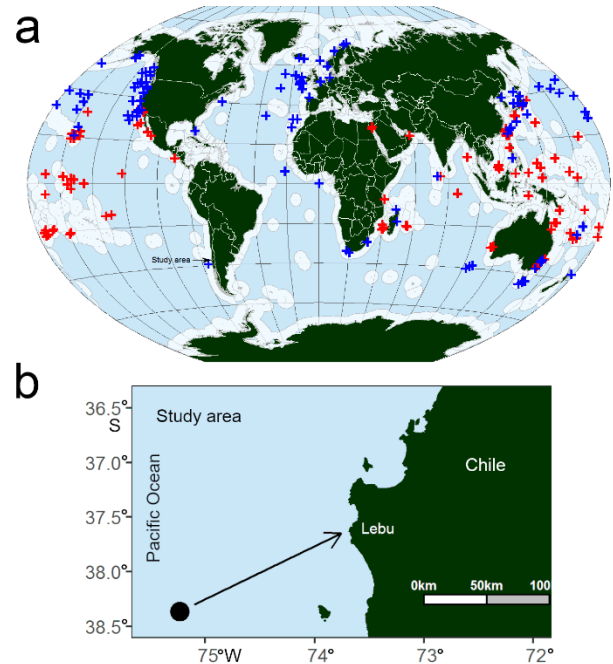 a
Study area
b
36.5°
S
37.0°
37.5°
38.0°
38.5°
Study area
Pacific Ocean
Chile
Lebu
0km 50km 100
75°W 74° 73° 72°